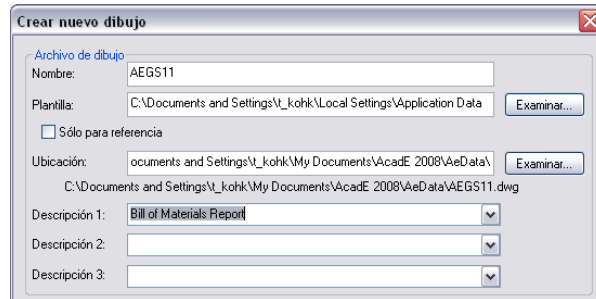 Crear nuevo dibujo
Archivo de dibujo
Nombre: AEGS11
Plantilla: C:\Documents and Settings\t_kohk\Local Settings\Application Data Examinar...
Sólo para referencia
Ubicación: ocuments and Settings\t_kohk\My Documents\AcadE 2008\AeData\ Examinar...
C:\Documents and Settings\t_kohk\My Documents\AcadE 2008\AeData\AEGS11.dwg
Descripción 1: Bill of Materials Report
Descripción 2:
Descripción 3: